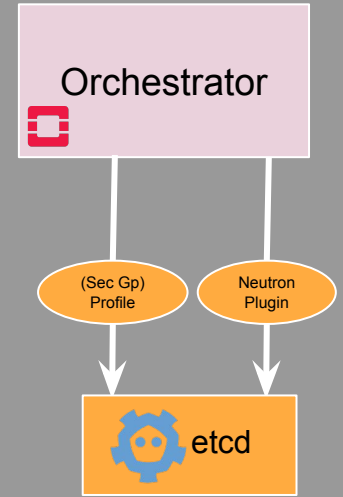 Orchestrator
(Sec Gp)
Profile
Neutron
Plugin
etcd